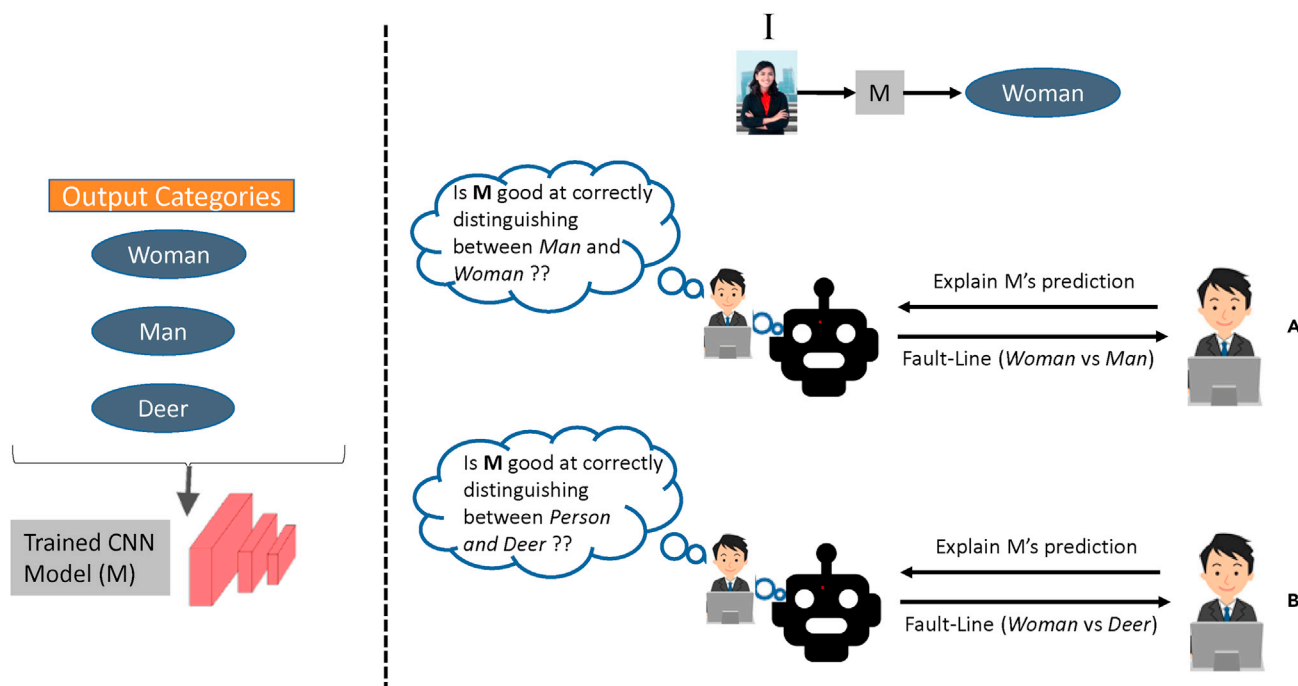 Output Categories
Woman
Man
Deer
Trained CNN
Model (M)
I
M
Woman
Is M good at correctly
distinguishing
between Man and
Woman ??
Explain M’s prediction
Fault-Line (Woman vs Man)
A
Is M good at correctly
distinguishing
between Person
and Deer ??
Explain M’s prediction
Fault-Line (Woman vs Deer)
B